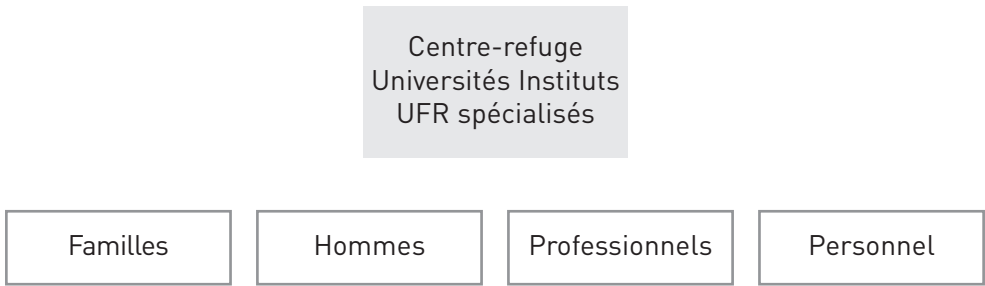 Centre-refuge
Universités Instituts
UFR spécialisés
Familles
Hommes
Professionnels
Personnel